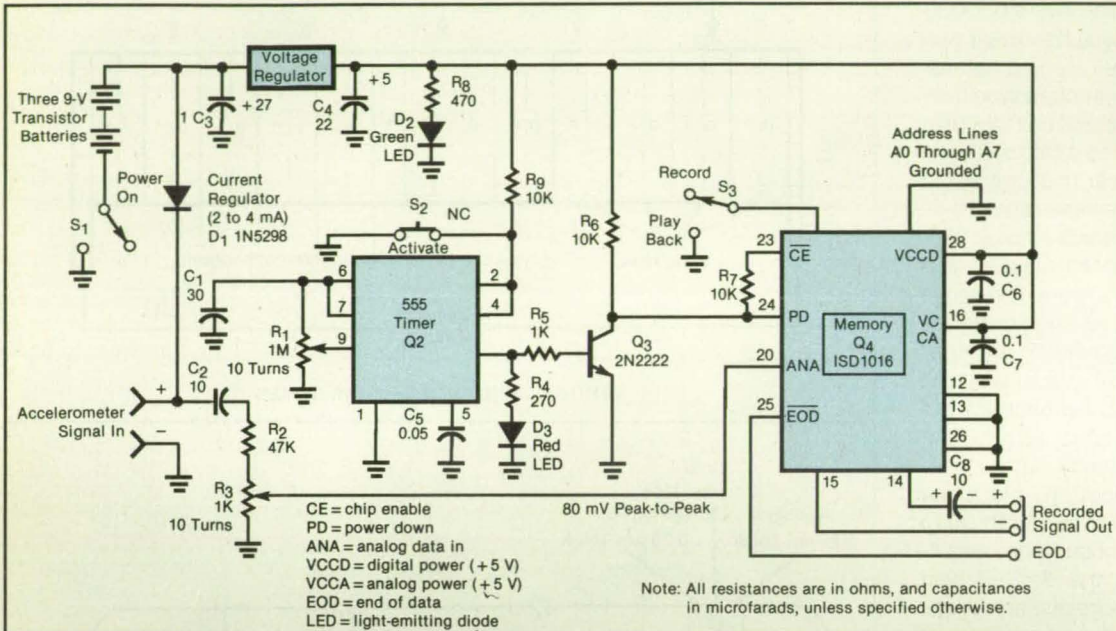 Voltage
Regulator
+ 5
+ 27
1 C3
C4
22
R8
470
D2
Green
LED
Three 9-V
Transistor
Batteries
Power
On
S1
Current
Regulator
(2 to 4 mA)
D1 1N5298
R9
10K
S2
NC
Activate
R6
10K
Record
S3
Play
Back
Address Lines
A0 Through A7
Grounded
C1
30
6
7
9
R1
1M
10 Turns
555
Timer
Q2
2
4
1
5
C5
0.05
R5
1K
R4
270
D3
Red
LED
Q3
2N2222
R7
10K
23
24
20
25
CE
PD
ANA
EOD
Memory
Q4
ISD1016
VCCD
VC
CA
28
16
12
13
26
15
14
0.1
C6
0.1
C7
C8
10
+
−
+
−
Recorded
Signal Out
EOD
C2
10
Accelerometer
Signal In
+
−
R2
47K
R3
1K
10 Turns
80 mV Peak-to-Peak
CE = chip enable
PD = power down
ANA = analog data in
VCCD = digital power (+5 V)
VCCA = analog power (+5 V)
EOD = end of data
LED = light-emitting diode
Note: All resistances are in ohms, and capacitances
in microfarads, unless specified otherwise.